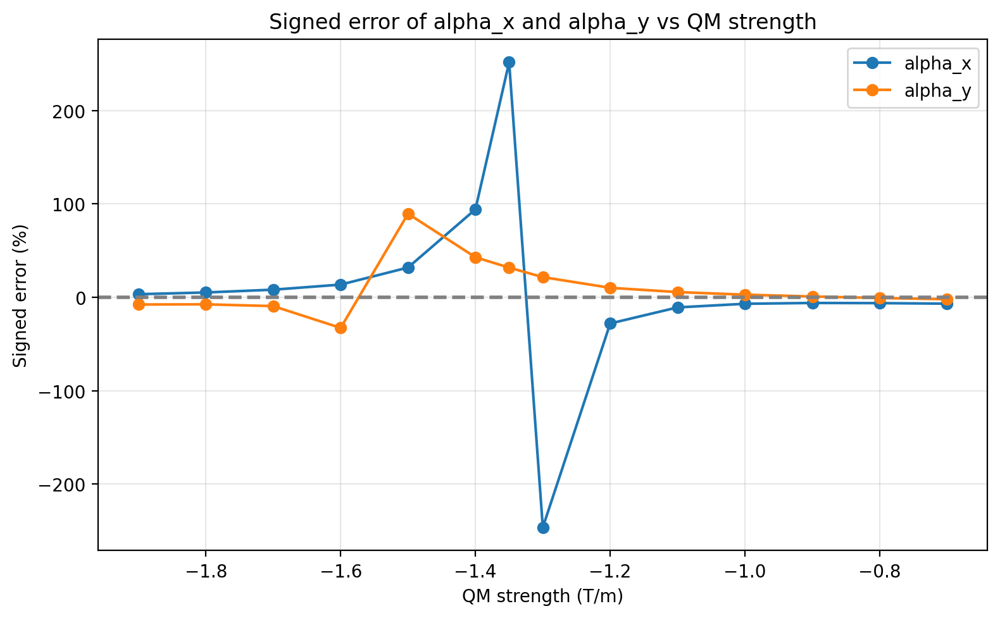 Signed error of alpha_x and alpha_y vs QM strength
alpha_x
alpha_y
Signed error (%)
200
100
0
−100
−200
−1.8
−1.6
−1.4
−1.2
−1.0
−0.8
QM strength (T/m)